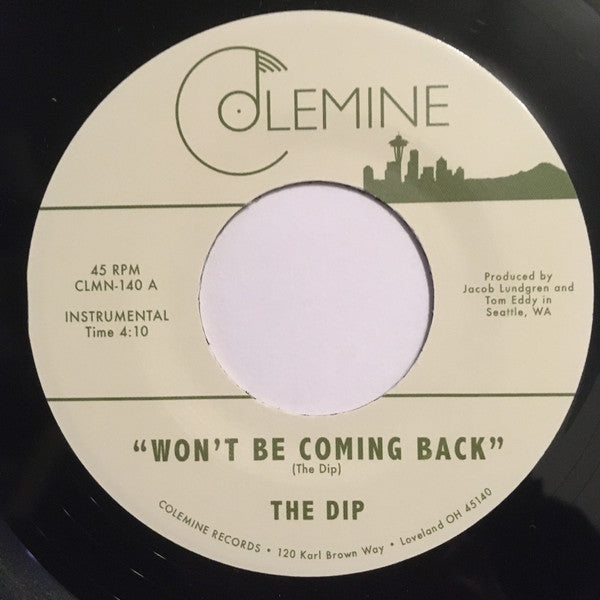 COLEMINE
45 RPM
CLMN-140 A
INSTRUMENTAL
Time 4:10
Produced by
Jacob Lundgren and
Tom Eddy in
Seattle, WA
“WON’T BE COMING BACK”
(The Dip)
THE DIP
COLEMINE RECORDS • 120 Karl Brown Way • Loveland OH 45140